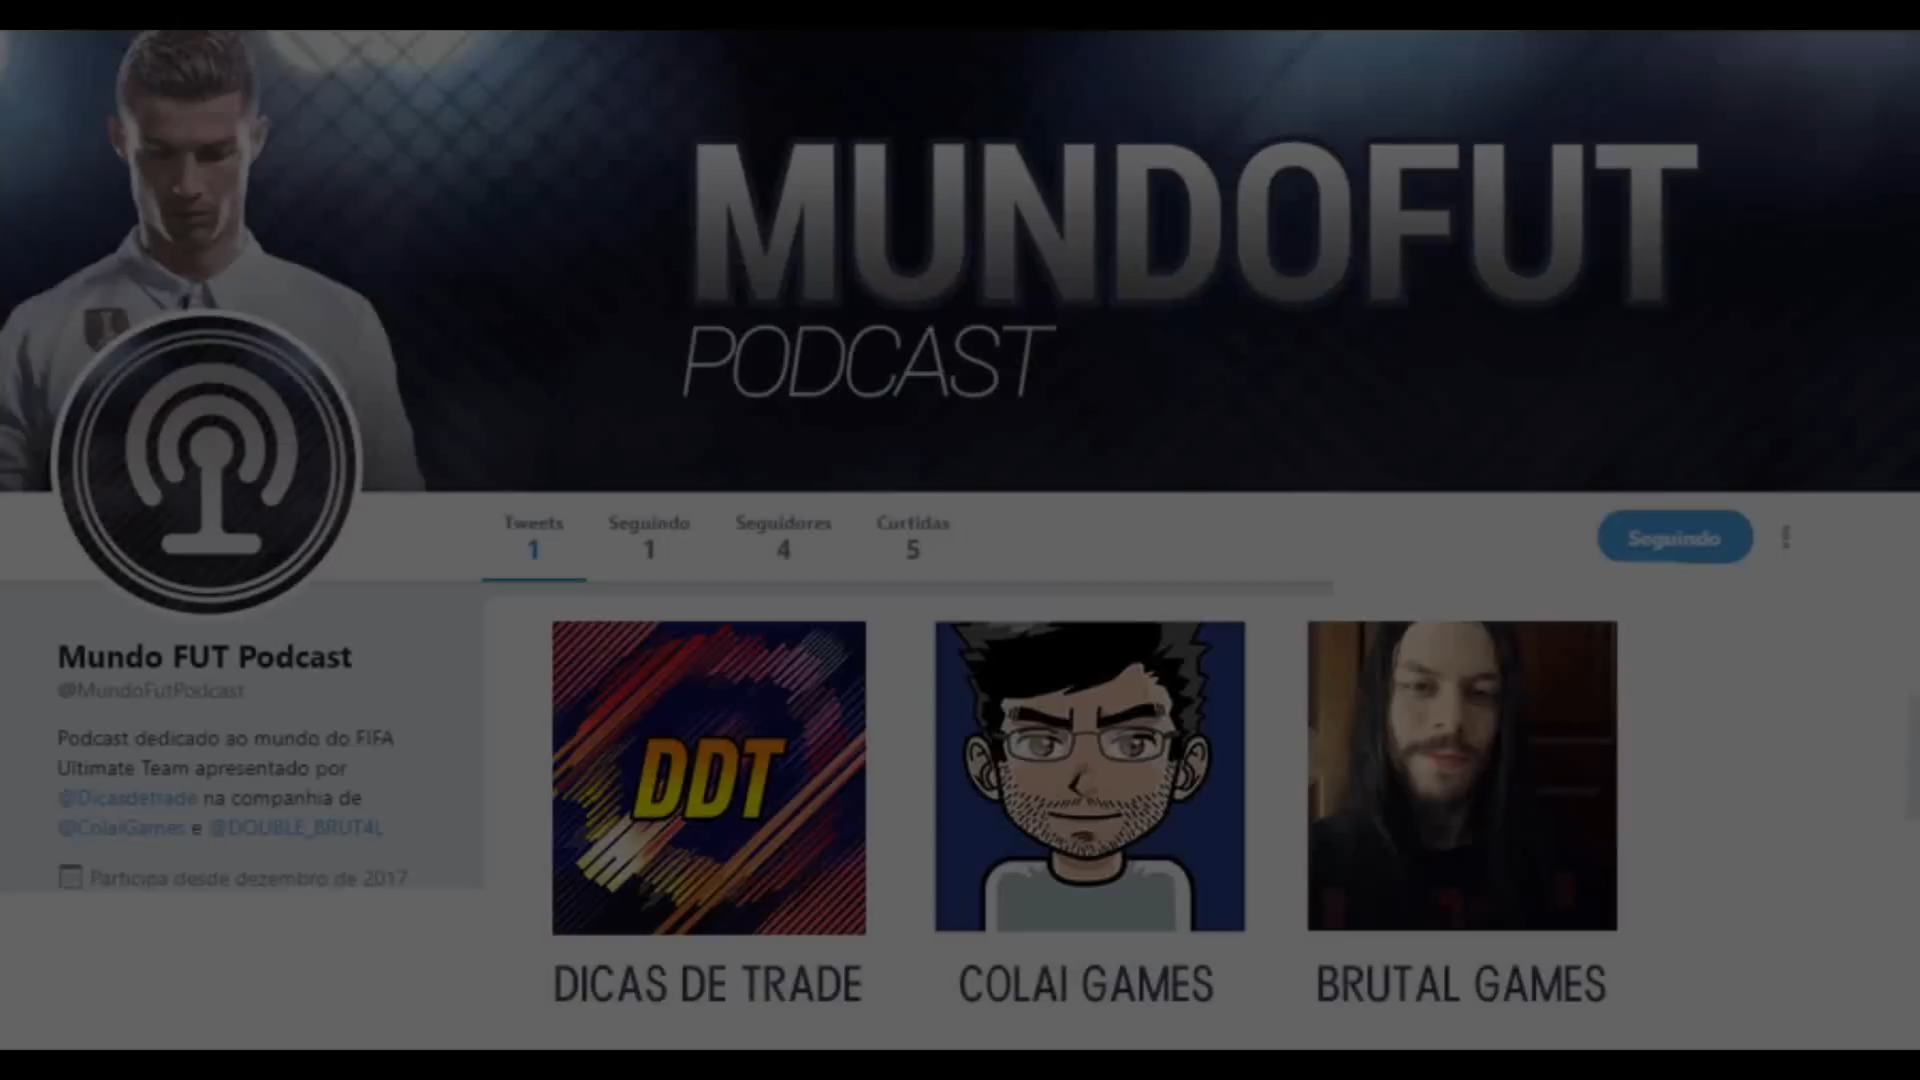 MUNDOFUT
PODCAST
Tweets Seguindo Seguidores Curtidas
1 1 4 5
Seguindo
Mundo FUT Podcast
@MundoFutPodcast
Podcast dedicado ao mundo do FIFA
Ultimate Team apresentado por
@Dicasdetrade na companhia de
@ColaiGames e @DOUBLE_BRUT4L
Participa desde dezembro de 2017
DDT
DICAS DE TRADE
COLAI GAMES
BRUTAL GAMES